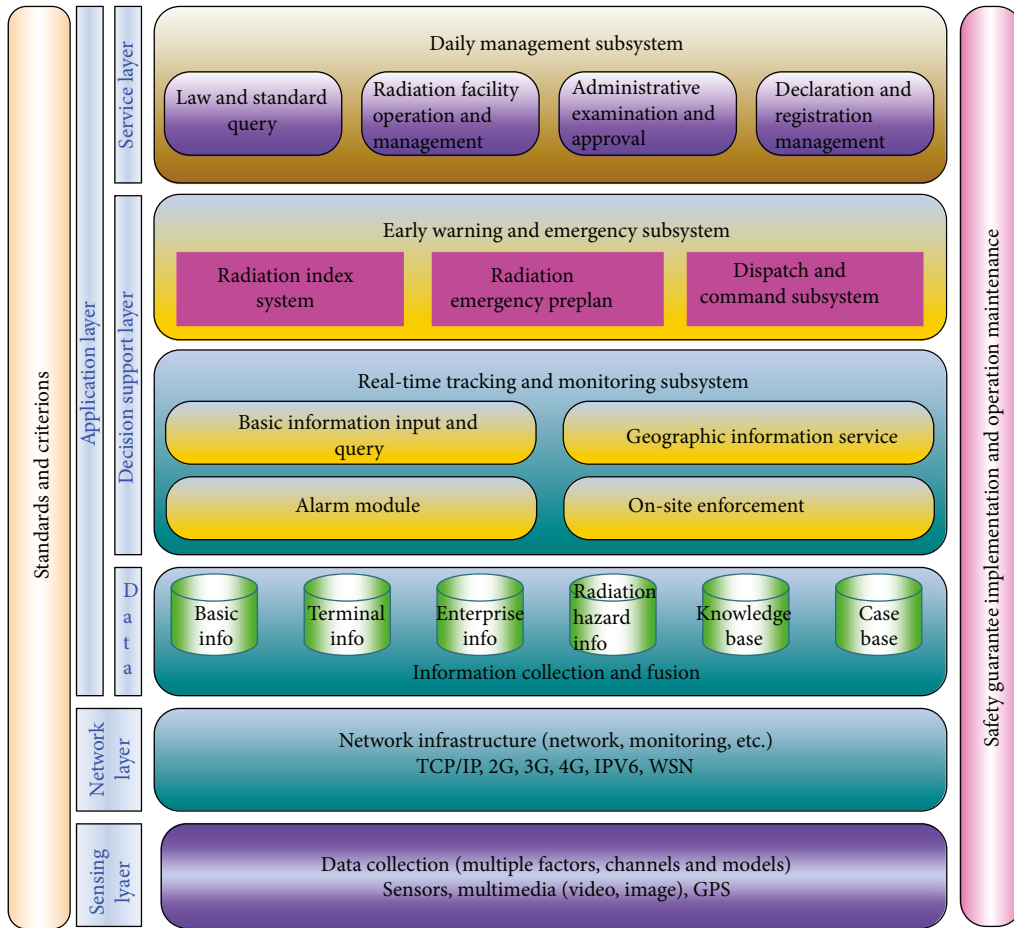 Standards and criterions
Application layer
Service layer
Daily management subsystem
Law and standard
query
Radiation facility
operation and
management
Administrative
examination and
approval
Declaration and
registration
management
Decision support layer
Early warning and emergency subsystem
Radiation index
system
Radiation
emergency preplan
Dispatch and
command subsystem
Real-time tracking and monitoring subsystem
Basic information input and
query
Geographic information service
Alarm module
On-site enforcement
D
a
t
a
Basic
info
Terminal
info
Enterprise
info
Radiation
hazard
info
Knowledge
base
Case
base
Information collection and fusion
Network
layer
Network infrastructure (network, monitoring, etc.)
TCP/IP, 2G, 3G, 4G, IPV6, WSN
Sensing
lyaer
Data collection (multiple factors, channels and models)
Sensors, multimedia (video, image), GPS
Safety guarantee implementation and operation maintenance